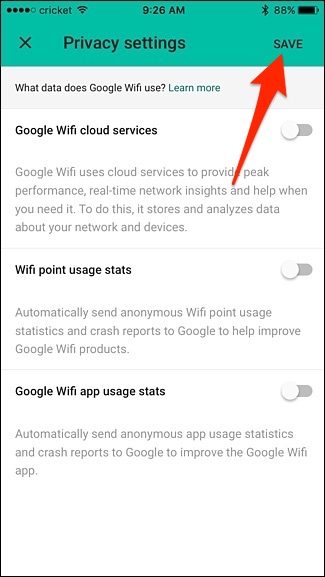 cricket 9:26 AM 88%
Privacy settings SAVE
What data does Google Wifi use? Learn more
Google Wifi cloud services
Google Wifi uses cloud services to provide peak
performance, real-time network insights and help when
you need it. To do this, it stores and analyzes data
about your network and devices.
Wifi point usage stats
Automatically send anonymous Wifi point usage
statistics and crash reports to Google to help improve
Google Wifi products.
Google Wifi app usage stats
Automatically send anonymous app usage statistics
and crash reports to Google to improve the Google Wifi
app.